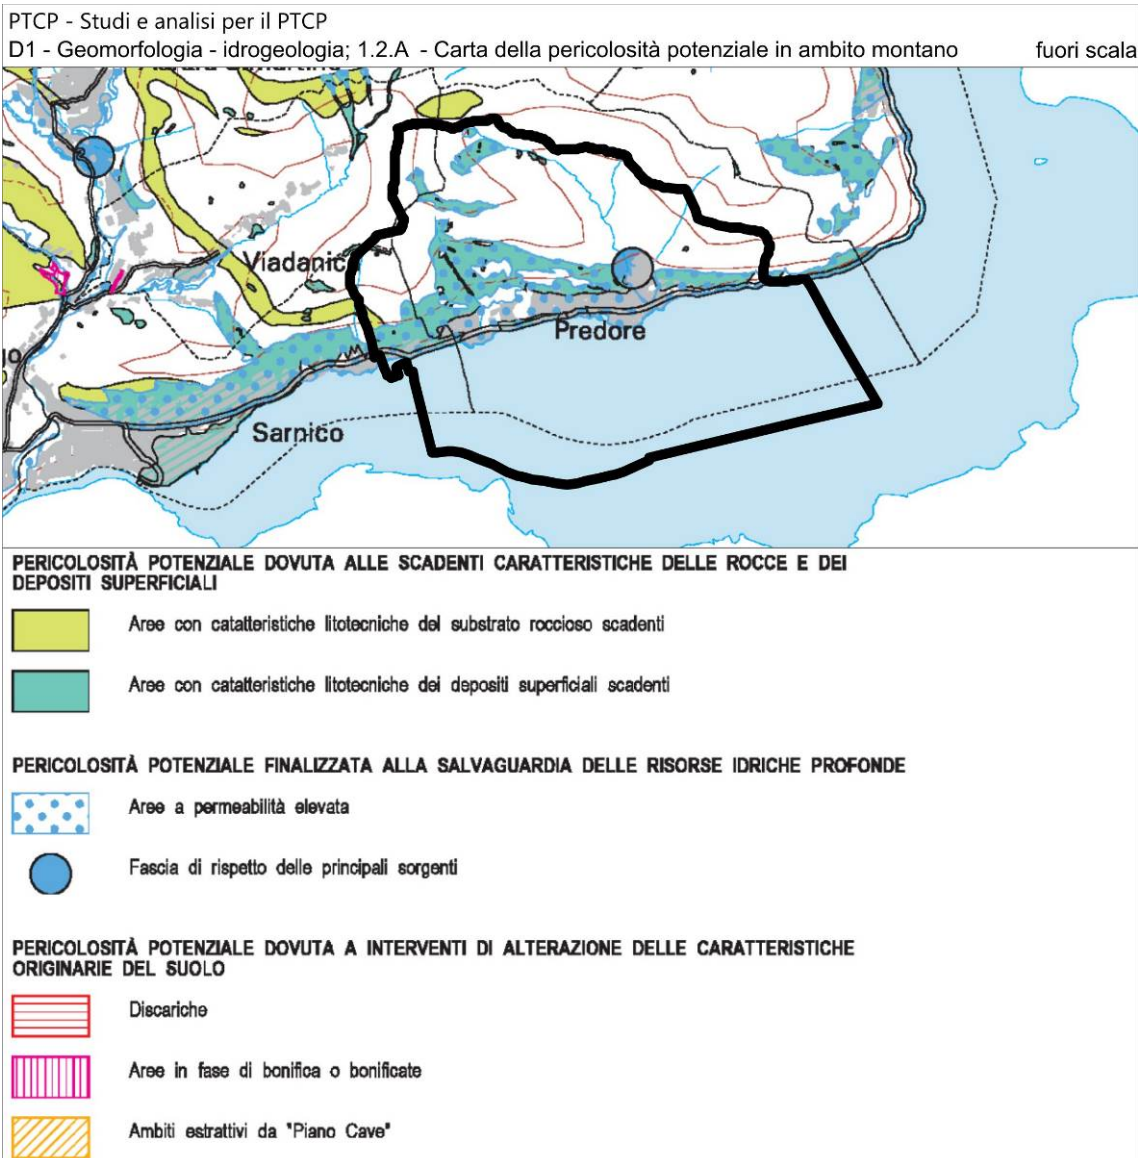 PTCP - Studi e analisi per il PTCP
D1 - Geomorfologia - idrogeologia; 1.2.A - Carta della pericolosità potenziale in ambito montano fuori scala
Viadanic
Predore
Sarnico
PERICOLOSITÀ POTENZIALE DOVUTA ALLE SCADENTI CARATTERISTICHE DELLE ROCCE E DEI
DEPOSITI SUPERFICIALI
Aree con catatteristiche litotecniche del substrato roccioso scadenti
Aree con catatteristiche litotecniche dei depositi superficiali scadenti
PERICOLOSITÀ POTENZIALE FINALIZZATA ALLA SALVAGUARDIA DELLE RISORSE IDRICHE PROFONDE
Aree a permeabilità elevata
Fascia di rispetto delle principali sorgenti
PERICOLOSITÀ POTENZIALE DOVUTA A INTERVENTI DI ALTERAZIONE DELLE CARATTERISTICHE
ORIGINARIE DEL SUOLO
Discariche
Aree in fase di bonifica o bonificate
Ambiti estrattivi da "Piano Cave"